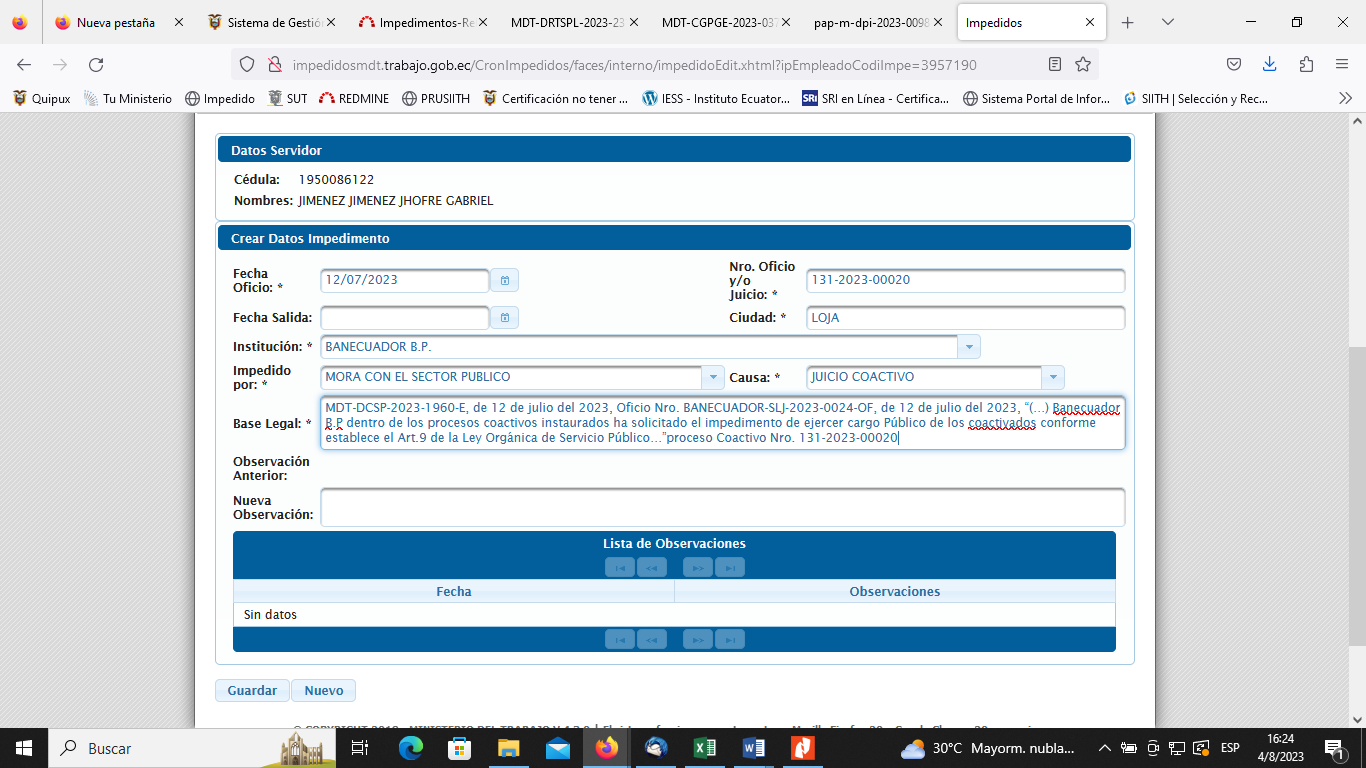 Nueva pestaña
Sistema de Gestión
Impedimentos-Re
MDT-DRTSPL-2023-23
MDT-CGPGE-2023-037
pap-m-dpi-2023-0098
Impedidos
impedidosmdt.trabajo.gob.ec/CronImpedidos/faces/interno/impedidoEdit.xhtml?ipEmpleadoCodiImpe=3957190
Quipux
Tu Ministerio
Impedido
SUT
REDMINE
PRUSIITH
Certificación no tener ...
IESS - Instituto Ecuator...
SRI en Línea - Certifica...
Sistema Portal de Infor...
SIITH | Selección y Rec...
Datos Servidor
Cédula: 1950086122
Nombres: JIMENEZ JIMENEZ JHOFRE GABRIEL
Crear Datos Impedimento
Fecha Oficio: * 12/07/2023
Nro. Oficio y/o Juicio: * 131-2023-00020
Fecha Salida:
Ciudad: * LOJA
Institución: * BANECUADOR B.P.
Impedido por: * MORA CON EL SECTOR PUBLICO
Causa: * JUICIO COACTIVO
Base Legal: *
MDT-DCSP-2023-1960-E, de 12 de julio del 2023, Oficio Nro. BANECUADOR-SLJ-2023-0024-OF, de 12 de julio del 2023, “(...) Banecuador
B.P dentro de los procesos coactivos instaurados ha solicitado el impedimento de ejercer cargo Público de los coactivados conforme
establece el Art.9 de la Ley Orgánica de Servicio Público...”proceso Coactivo Nro. 131-2023-00020
Observación Anterior:
Nueva Observación:
Lista de Observaciones
Fecha
Observaciones
Sin datos
Guardar
Nuevo
Buscar
30°C Mayorm. nubla...
ESP
16:24
4/8/2023
1